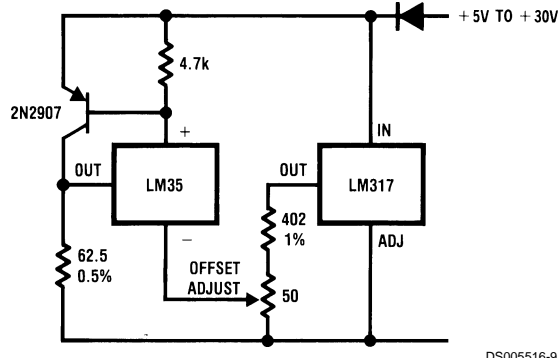 + 5V TO + 30V
4.7k
2N2907
+
IN
OUT
LM35
OUT
LM317
−
402
1%
ADJ
62.5
0.5%
OFFSET
ADJUST
50
DS005516-9